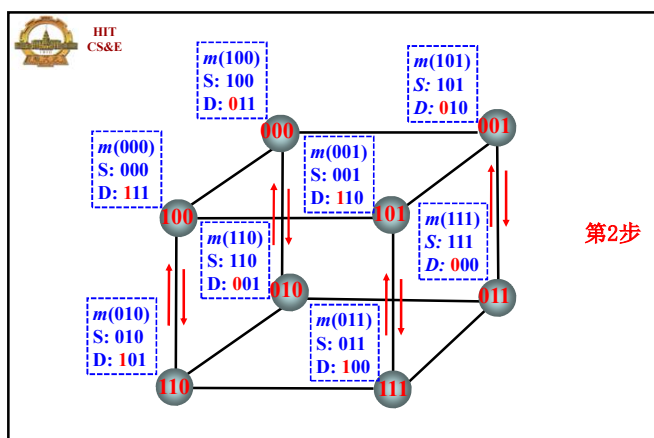 HIT
CS&E
m(100)
S: 100
D: 011
m(101)
S: 101
D: 010
000
001
m(000)
S: 000
D: 111
m(001)
S: 001
D: 110
100
101
m(111)
S: 111
D: 000
第2步
m(110)
S: 110
D: 001
010
011
m(010)
S: 010
D: 101
m(011)
S: 011
D: 100
110
111